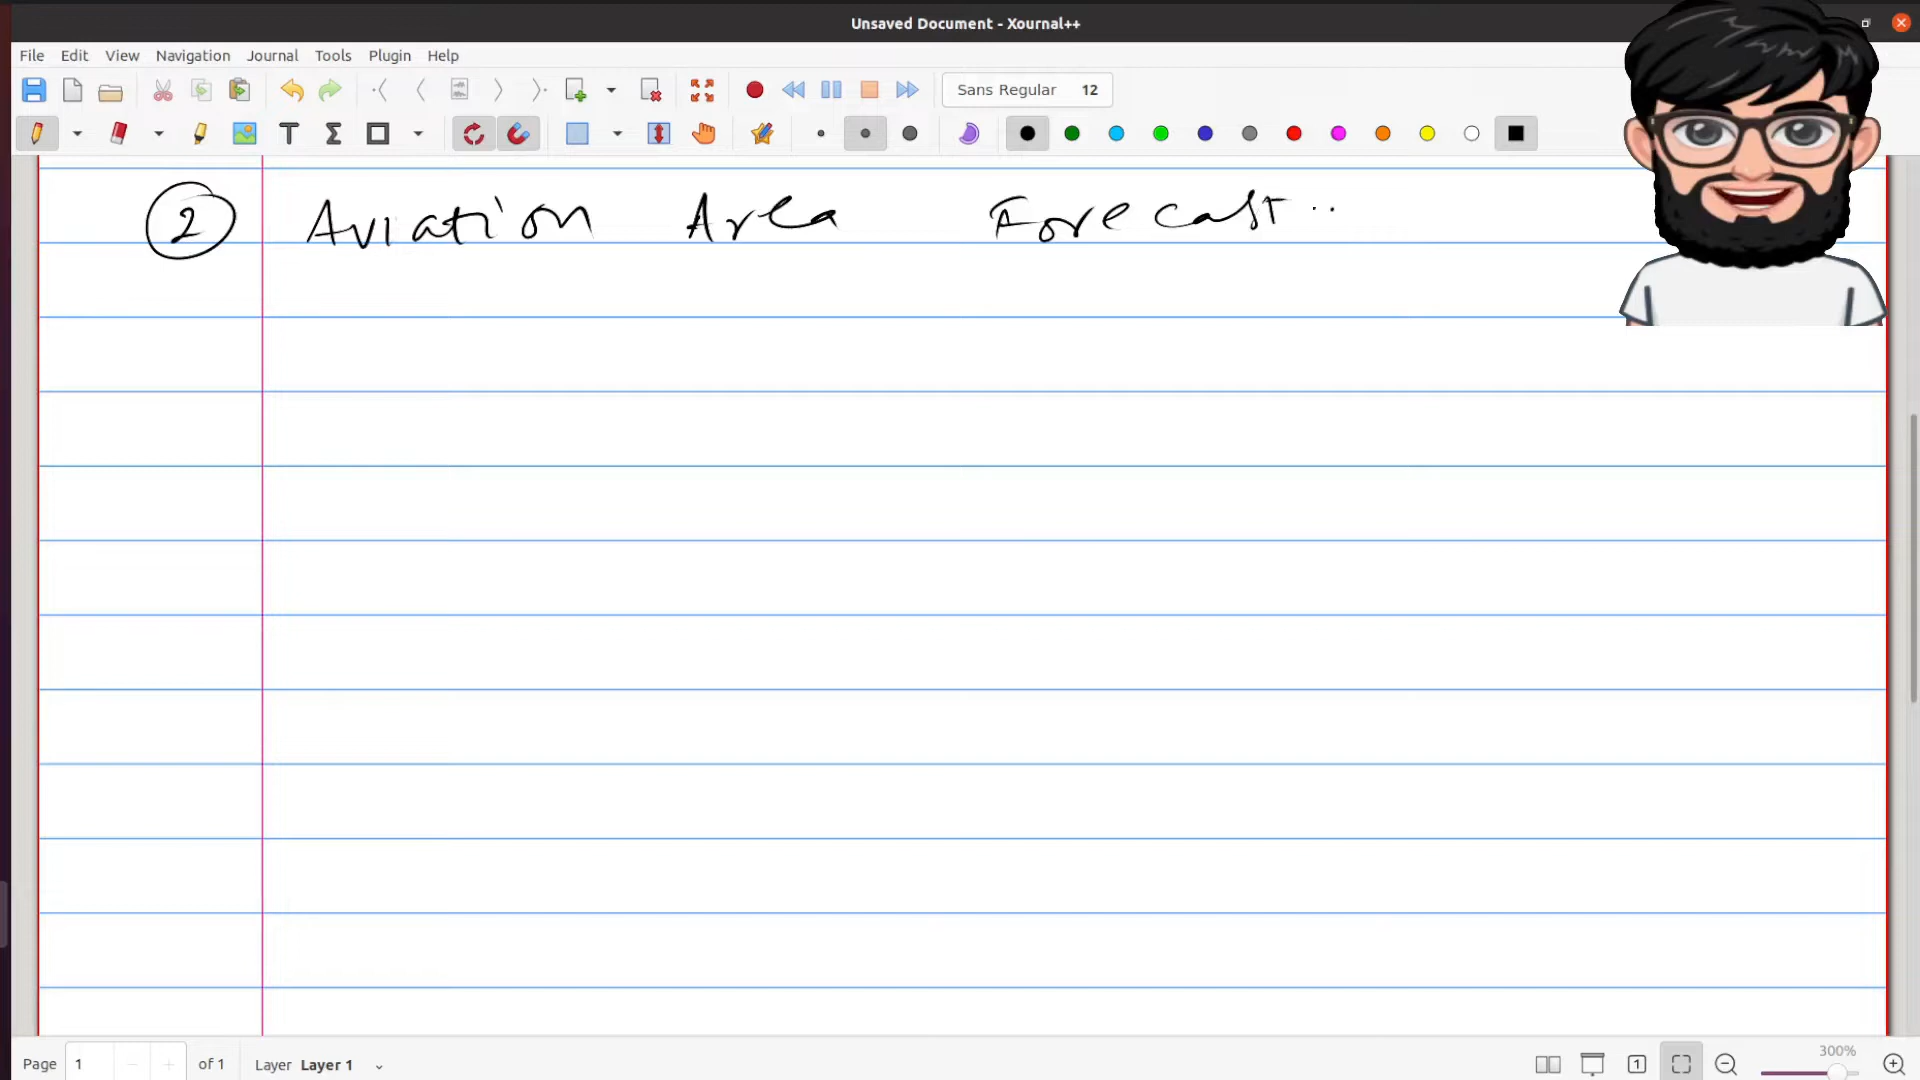 Unsaved Document - Xournal++
File Edit View Navigation Journal Tools Plugin Help
Sans Regular 12
T Σ
2 Aviation Area Forecast..
Page 1 of 1 Layer Layer 1 1 300%